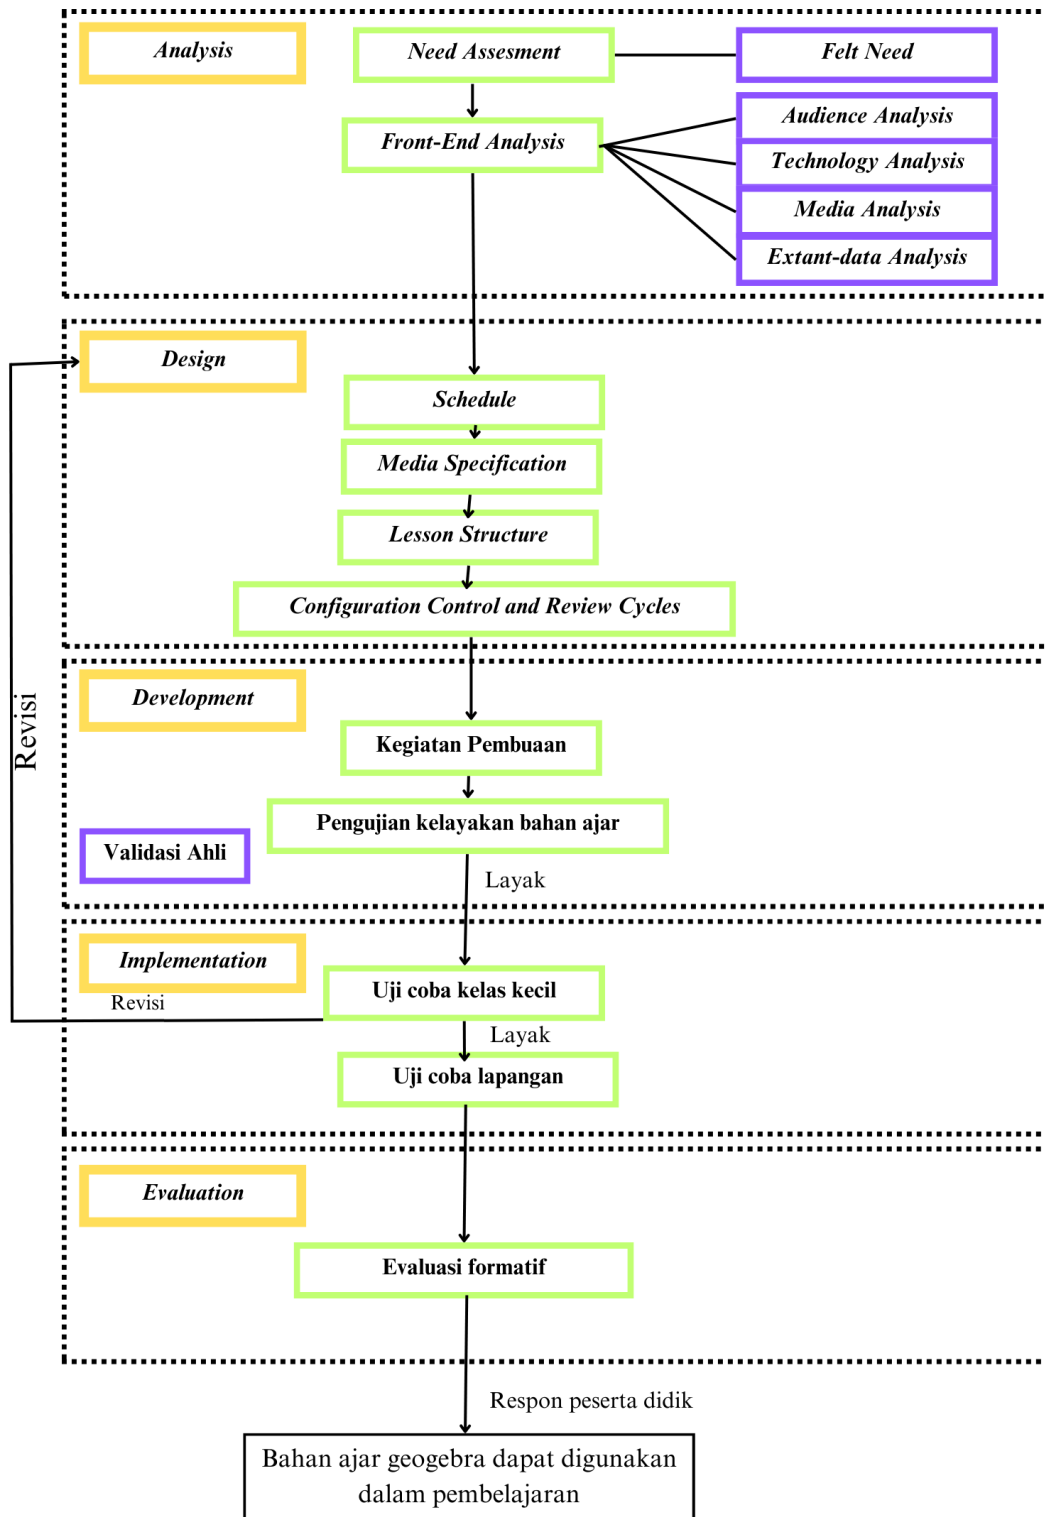 Analysis
Need Assesment
Felt Need
Front-End Analysis
Audience Analysis
Technology Analysis
Media Analysis
Extant-data Analysis
Design
Schedule
Media Specification
Lesson Structure
Configuration Control and Review Cycles
Revisi
Development
Kegiatan Pembuaan
Pengujian kelayakan bahan ajar
Validasi Ahli
Layak
Implementation
Uji coba kelas kecil
Revisi
Layak
Uji coba lapangan
Evaluation
Evaluasi formatif
Respon peserta didik
Bahan ajar geogebra dapat digunakan
dalam pembelajaran